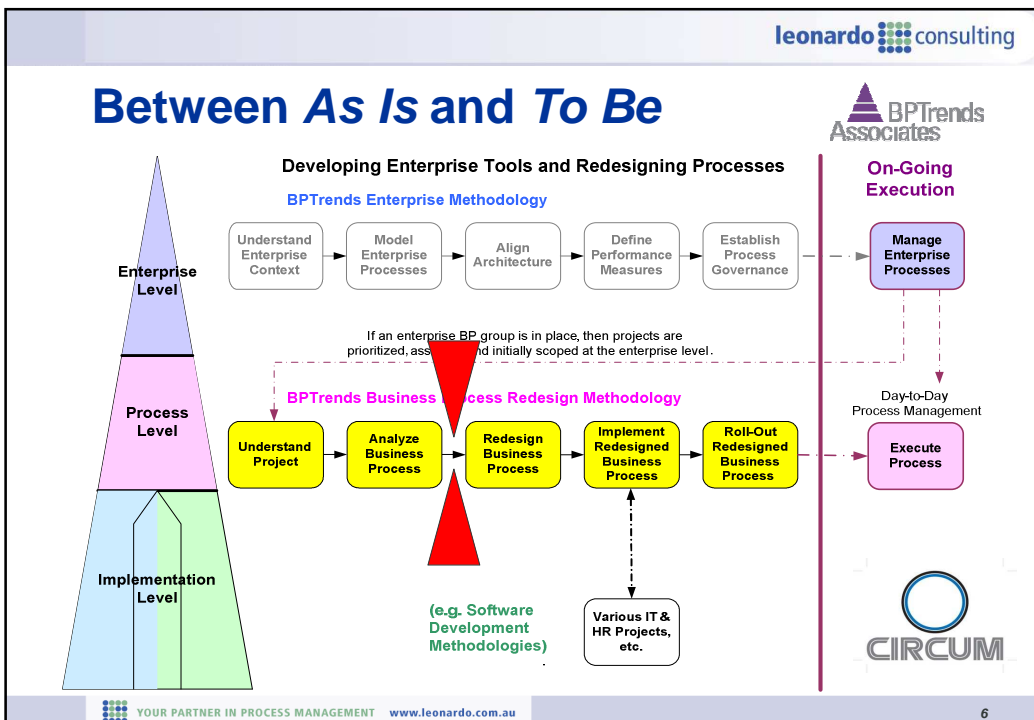 leonardo consulting
Between As Is and To Be
BPTrends
Associates
Developing Enterprise Tools and Redesigning Processes
On-Going
Execution
BPTrends Enterprise Methodology
Understand
Enterprise
Context
Model
Enterprise
Processes
Align
Architecture
Define
Performance
Measures
Establish
Process
Governance
Manage
Enterprise
Processes
Enterprise
Level
If an enterprise BP group is in place, then projects are
prioritized, ass nd initially scoped at the enterprise level.
BPTrends Business P ocess Redesign Methodology
Day-to-Day
Process Management
Process
Level
Understand
Project
Analyze
Business
Process
Redesign
Business
Process
Implement
Redesigned
Business
Process
Roll-Out
Redesigned
Business
Process
Execute
Process
Implementation
Level
(e.g. Software
Development
Methodologies)
.
Various IT &
HR Projects,
etc.
CIRCUM
YOUR PARTNER IN PROCESS MANAGEMENT www.leonardo.com.au
6